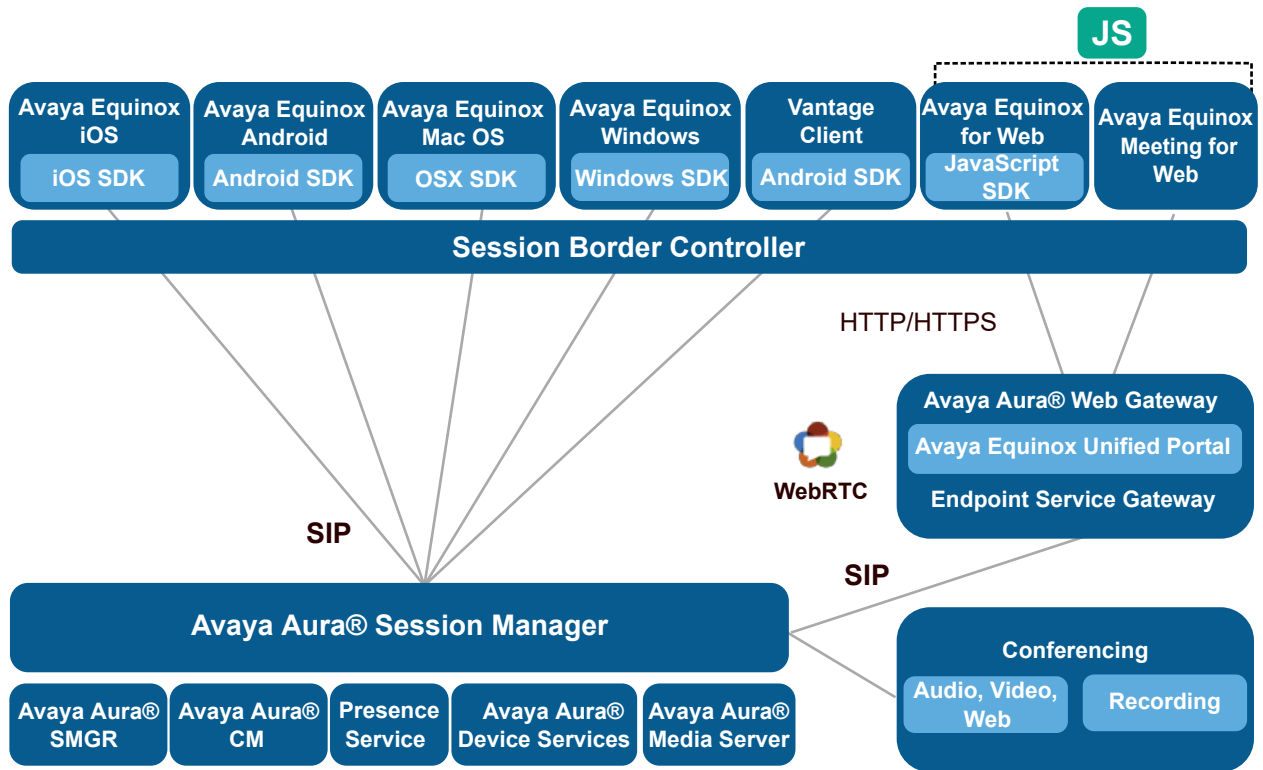 JS
Avaya Equinox
iOS
iOS SDK
Avaya Equinox
Android
Android SDK
Avaya Equinox
Mac OS
OSX SDK
Avaya Equinox
Windows
Windows SDK
Vantage
Client
Android SDK
Avaya Equinox
for Web
JavaScript
SDK
Avaya Equinox
Meeting for
Web
Session Border Controller
HTTP/HTTPS
Avaya Aura® Web Gateway
Avaya Equinox Unified Portal
Endpoint Service Gateway
WebRTC
SIP
SIP
Avaya Aura® Session Manager
Conferencing
Audio, Video,
Web
Recording
Avaya Aura®
SMGR
Avaya Aura®
CM
Presence
Service
Avaya Aura®
Device Services
Avaya Aura®
Media Server